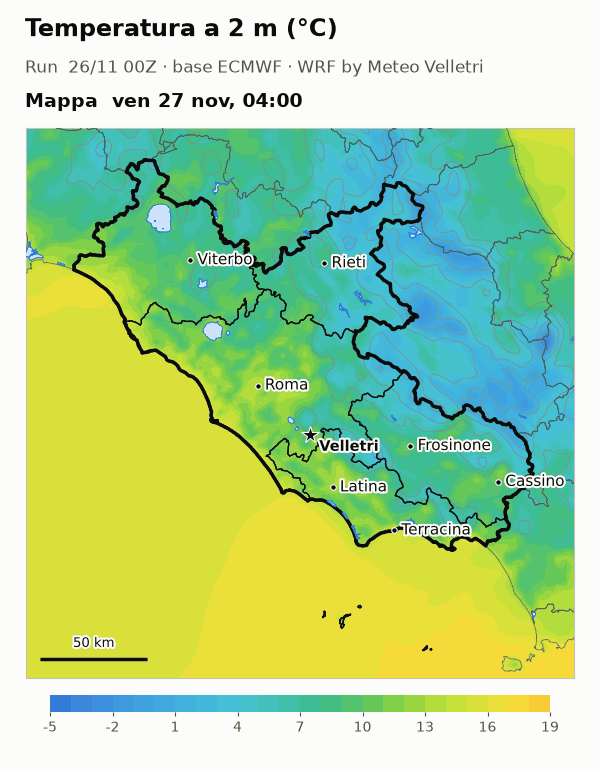 Temperatura a 2 m (°C)
Run 26/11 00Z · base ECMWF · WRF by Meteo Velletri
Mappa ven 27 nov, 04:00
Viterbo
Rieti
Roma
Velletri
Frosinone
Cassino
Latina
Terracina
50 km
-5 -2 1 4 7 10 13 16 19